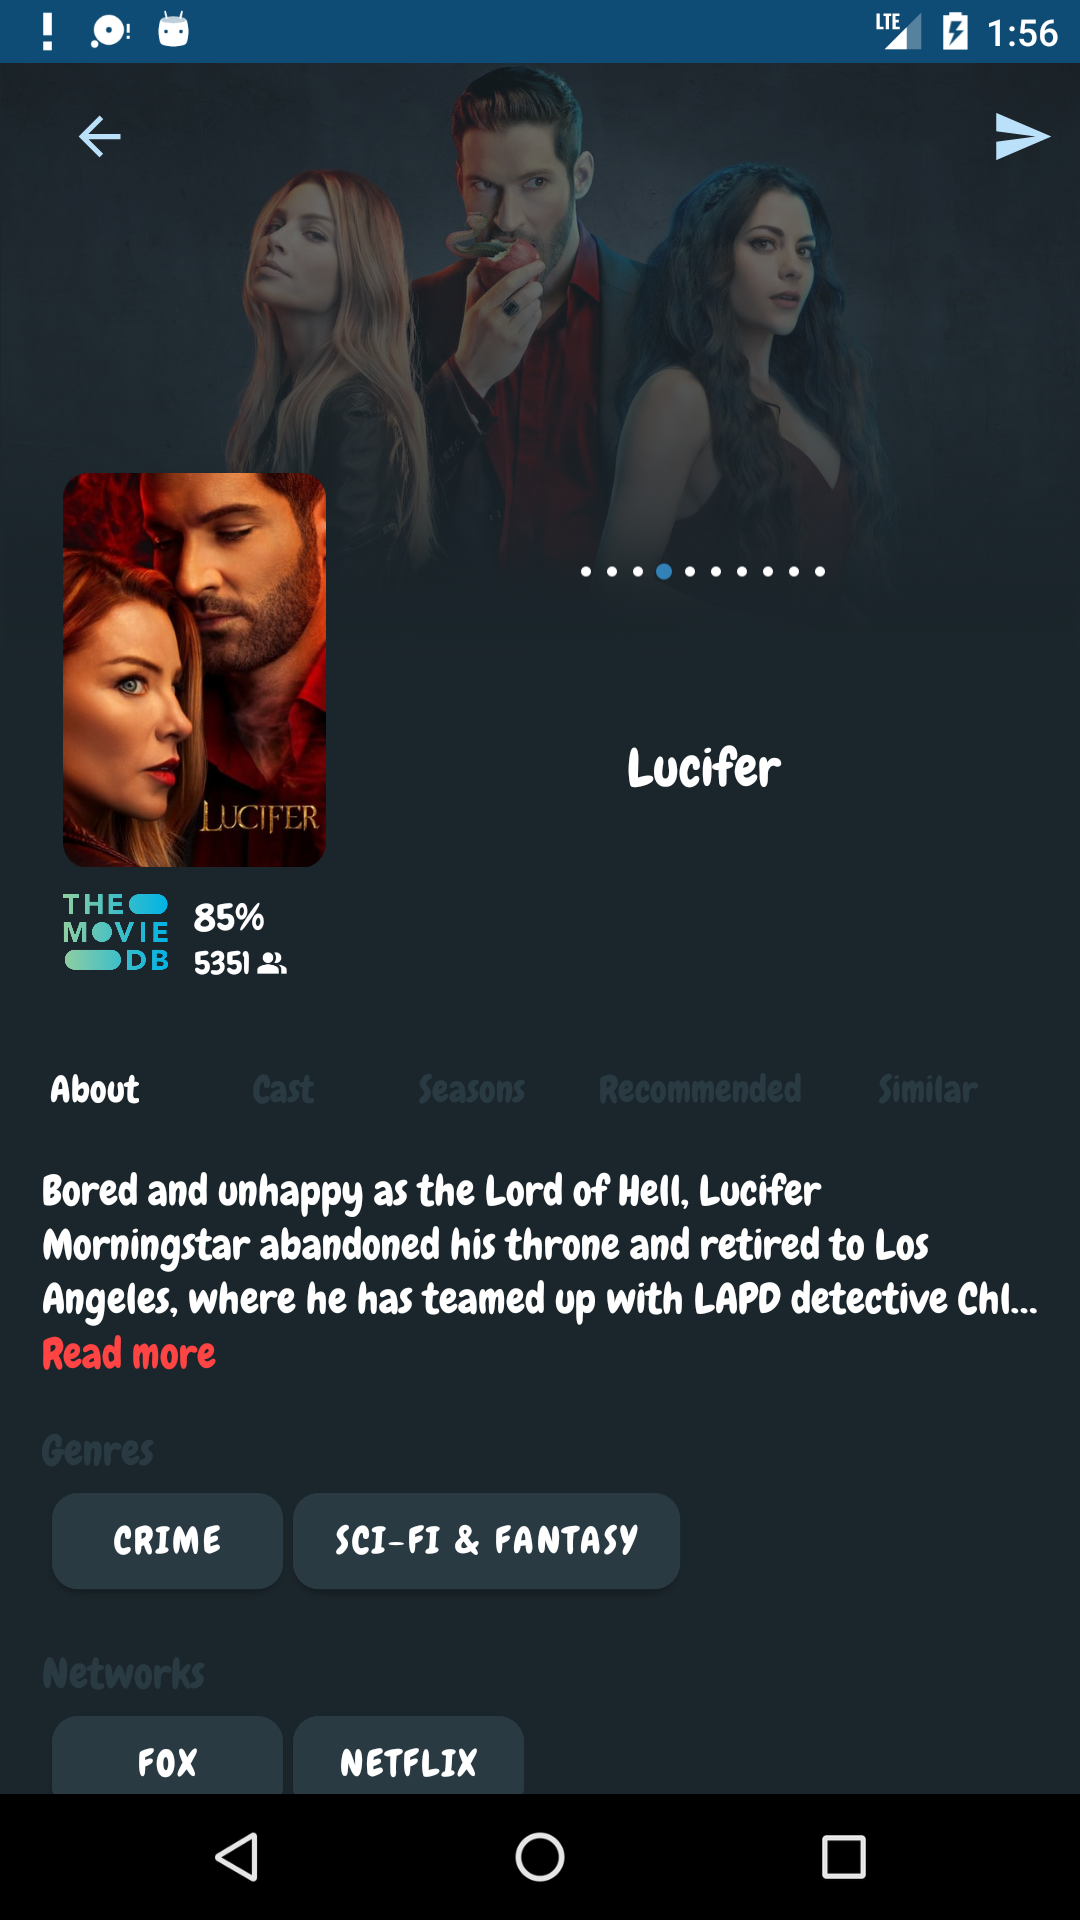 LTE 1:56
LUCIFER
Lucifer
THE
MOVIE
DB
85%
5351
About Cast Seasons Recommended Similar
Bored and unhappy as the Lord of Hell, Lucifer
Morningstar abandoned his throne and retired to Los
Angeles, where he has teamed up with LAPD detective Chl...
Read more
Genres
CRIME SCI-FI & FANTASY
Networks
FOX NETFLIX